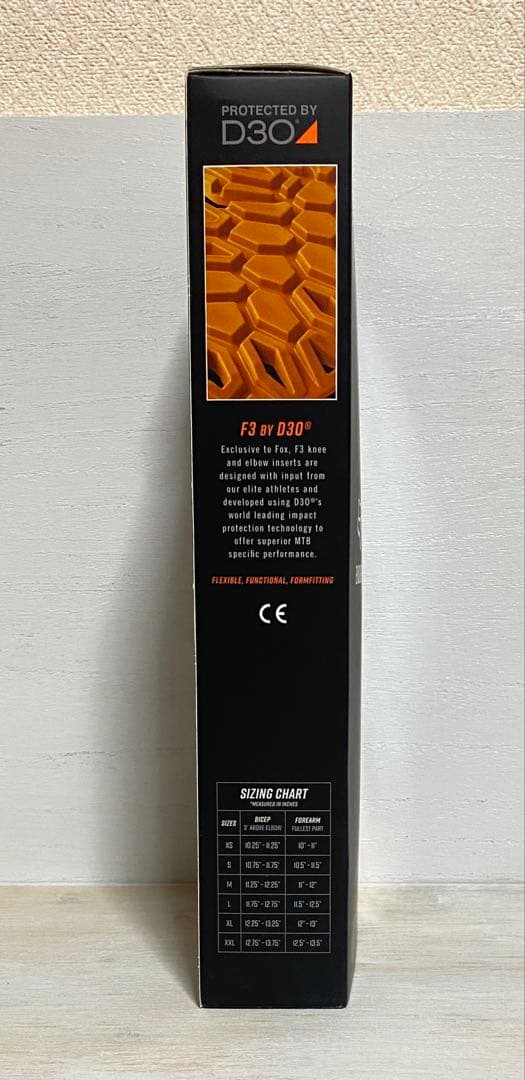 PROTECTED BY
D3O®
F3 BY D30®
Exclusive to Fox, F3 knee
and elbow inserts are
designed with input from
our elite athletes and
developed using D30®'s
world leading impact
protection technology to
offer superior MTB
specific performance.
FLEXIBLE, FUNCTIONAL, FORMFITTING
CE
SIZING CHART
*MEASURED IN INCHES
SIZES BICEP FOREARM
3" ABOVE ELBOW FULLEST PART
XS 10.25" - 11.25" 10" - 11"
S 10.75" - 11.75" 10.5" - 11.5"
M 11.25" - 12.25" 11" - 12"
L 11.75" - 12.75" 11.5" - 12.5"
XL 12.25" - 13.25" 12" - 13"
XXL 12.75" - 13.75" 12.5" - 13.5"